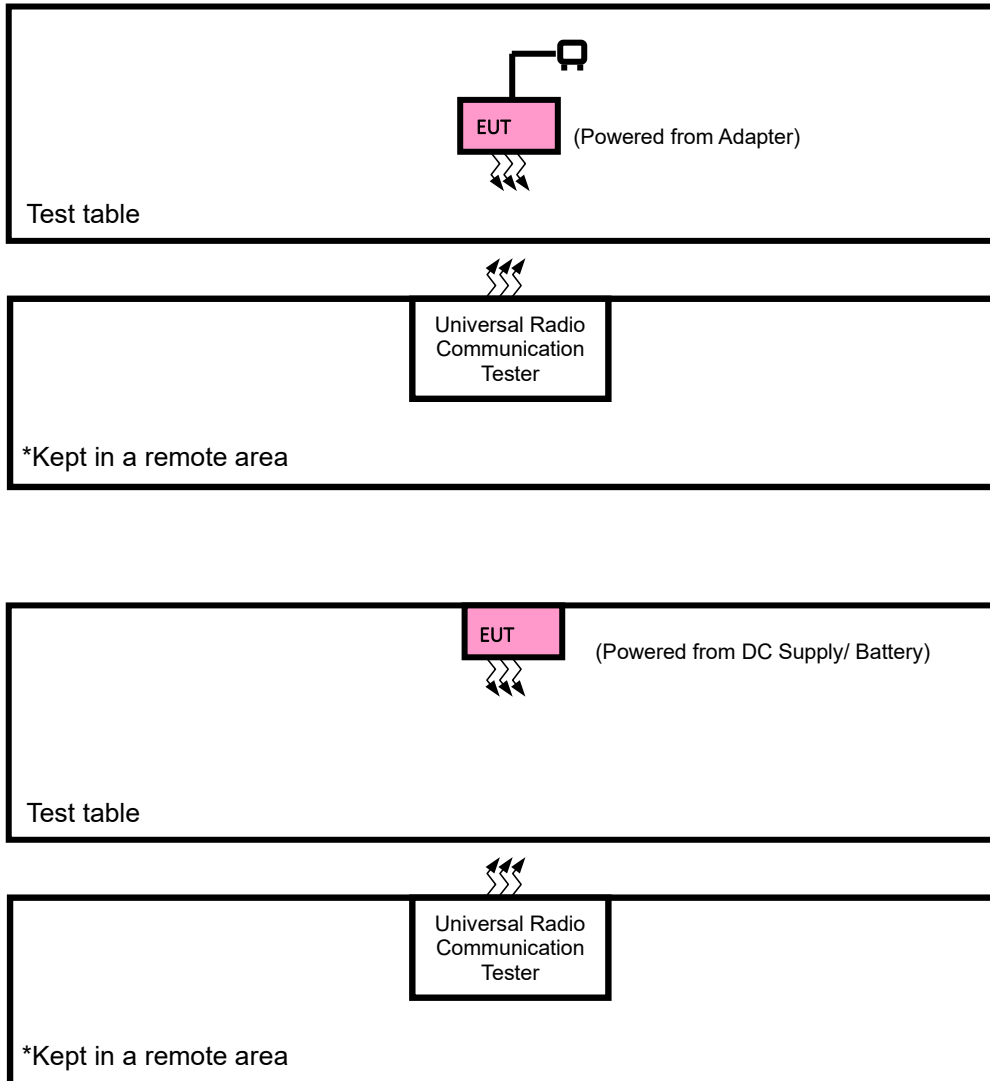 EUT
(Powered from Adapter)
Test table
Universal Radio
Communication
Tester
*Kept in a remote area
EUT
(Powered from DC Supply/ Battery)
Test table
Universal Radio
Communication
Tester
*Kept in a remote area